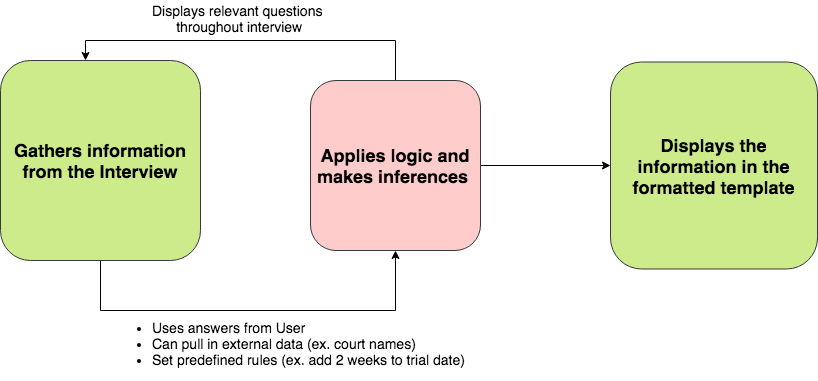 Displays relevant questions
throughout interview
Gathers information
from the Interview
Applies logic and
makes inferences
Displays the
information in the
formatted template
• Uses answers from User
• Can pull in external data (ex. court names)
• Set predefined rules (ex. add 2 weeks to trial date)